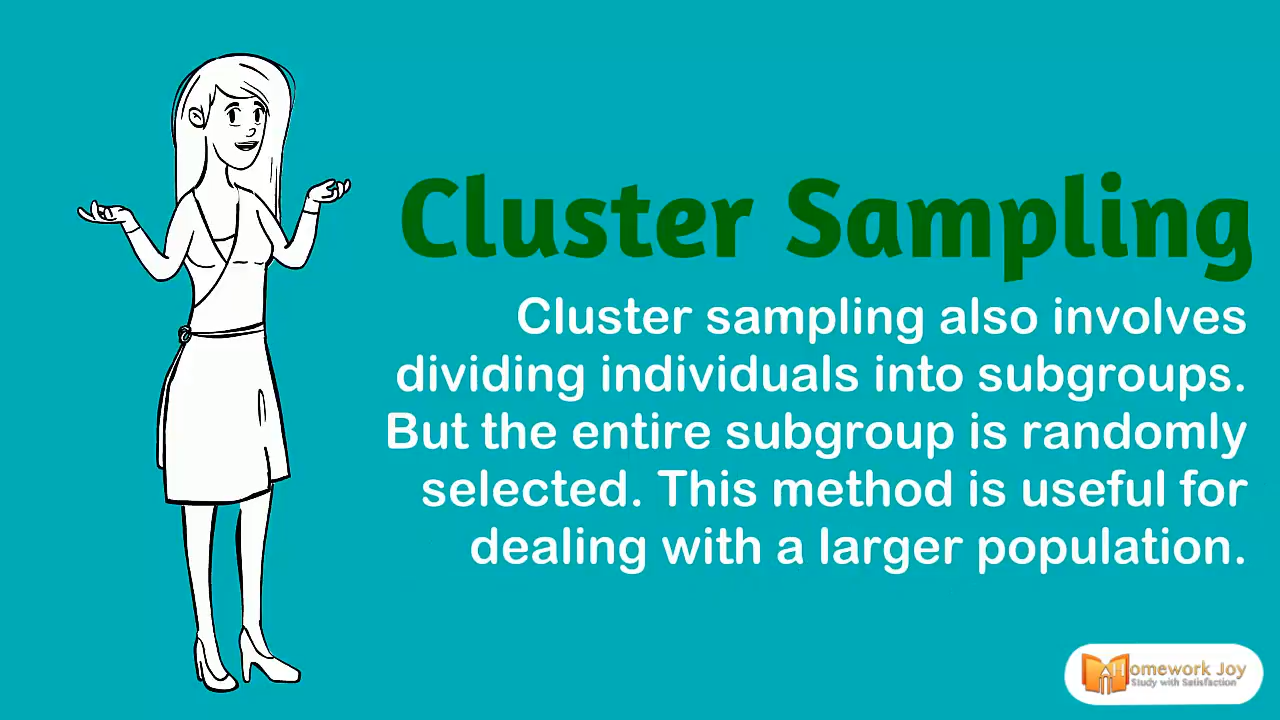 Cluster Sampling
Cluster sampling also involves
dividing individuals into subgroups.
But the entire subgroup is randomly
selected. This method is useful for
dealing with a larger population.
Homework Joy
Study with Satisfaction